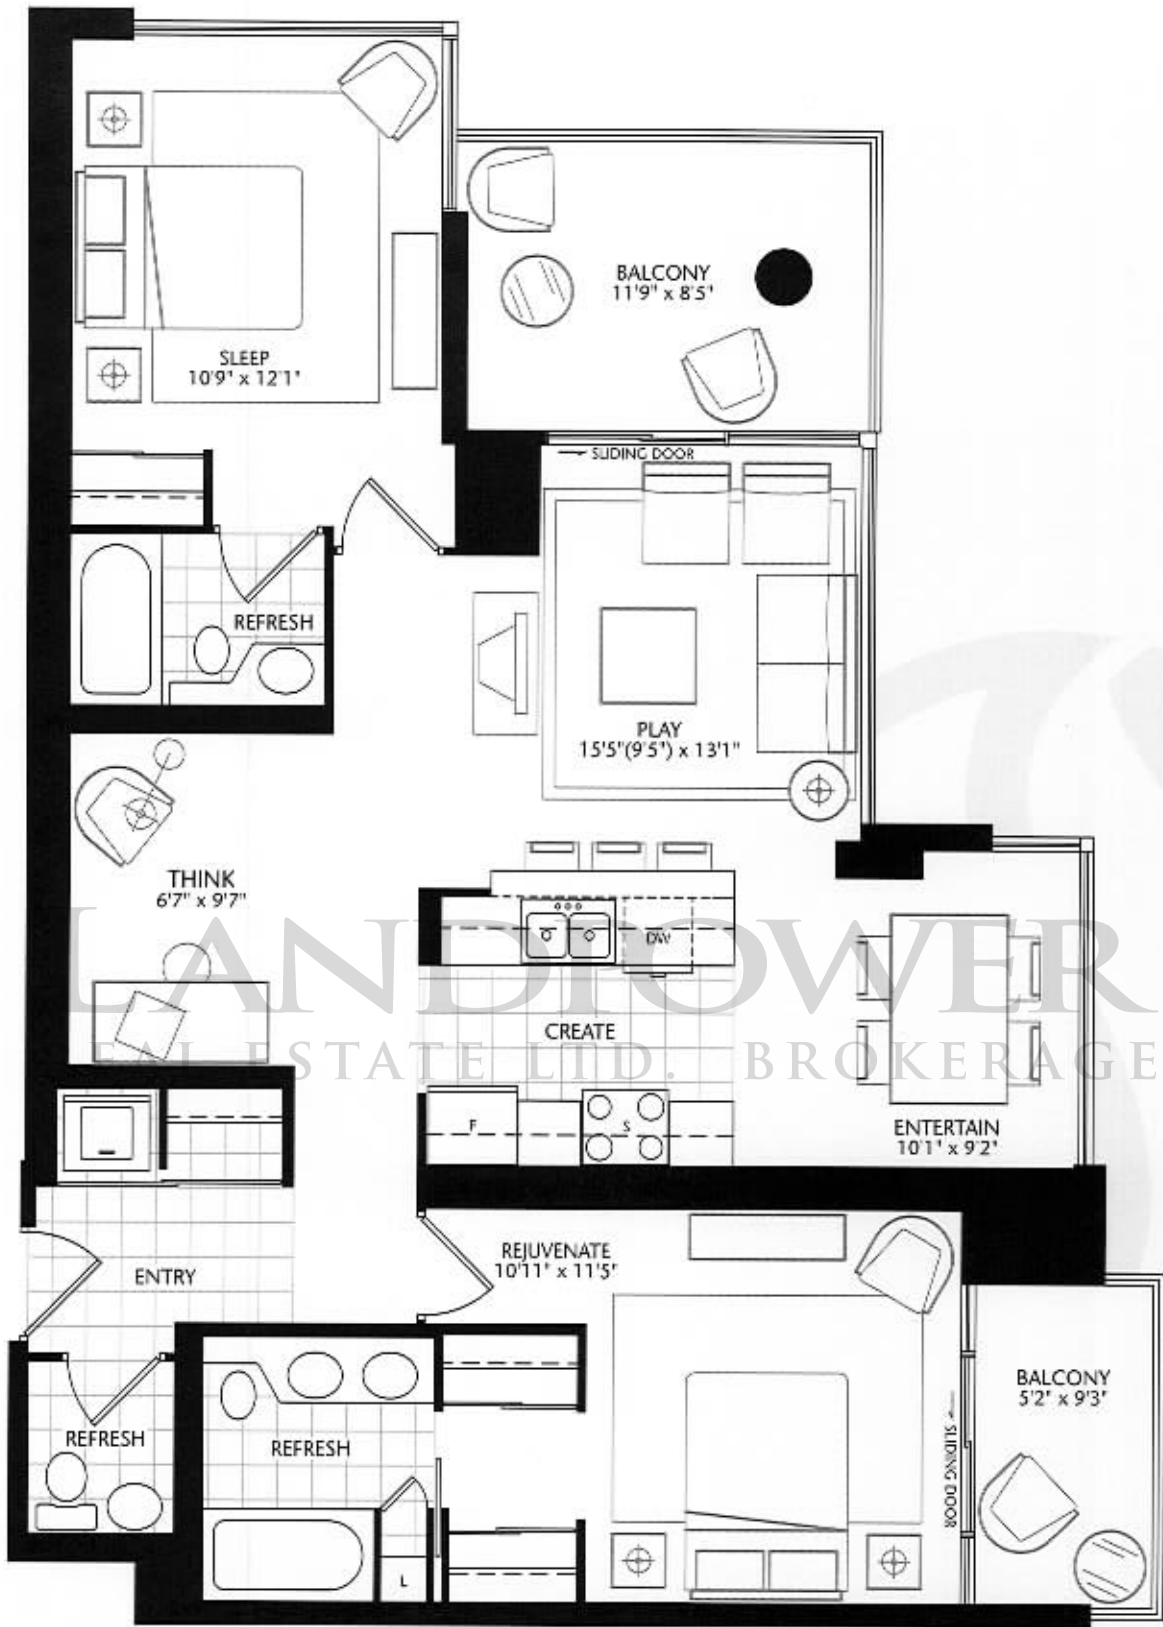 BALCONY
11'9" x 8'5"
SLEEP
10'9" x 12'1"
SLIDING DOOR
REFRESH
PLAY
15'5"(9'5") x 13'1"
THINK
6'7" x 9'7"
DW
LANDPOWER
CREATE
REAL ESTATE LTD. BROKERAGE
F
S
ENTERTAIN
10'1" x 9'2"
REJUVENATE
10'11" x 11'5"
ENTRY
BALCONY
5'2" x 9'3"
REFRESH
REFRESH
SLIDING DOOR
L